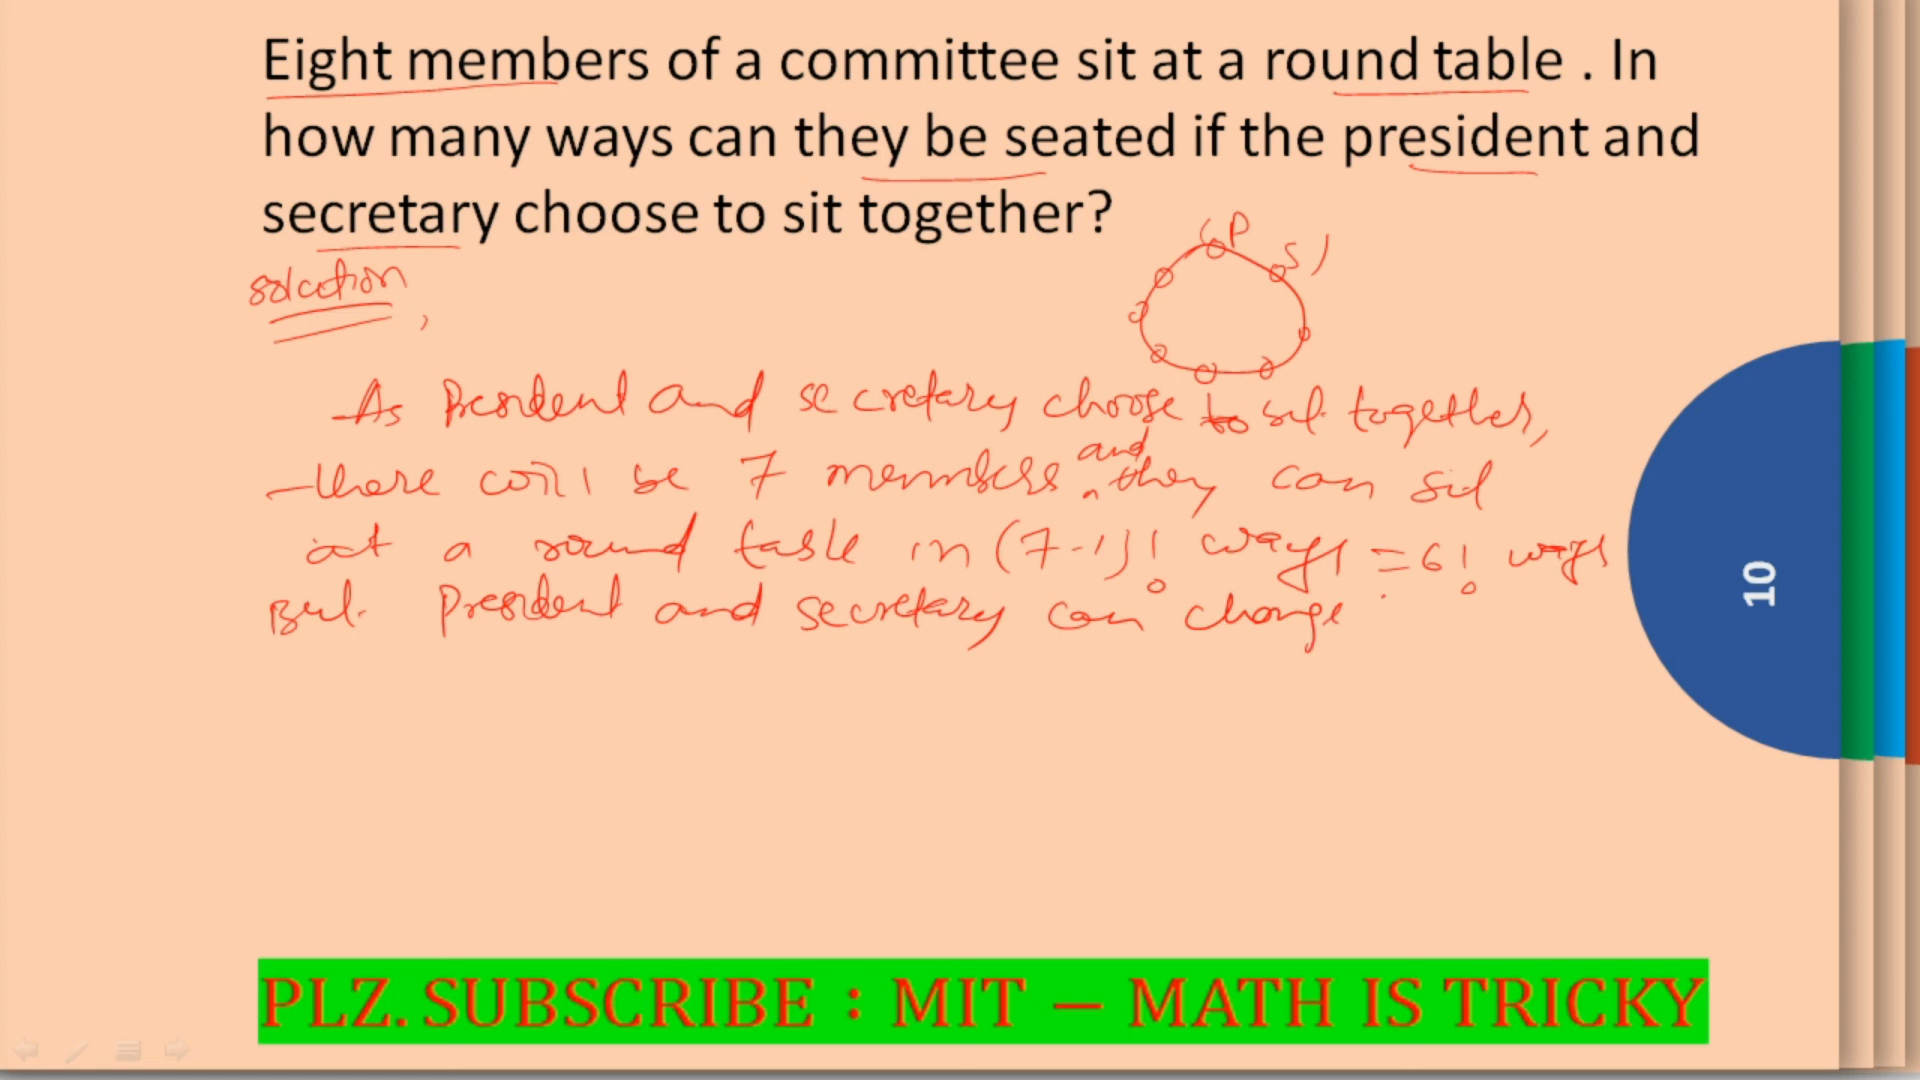 Eight members of a committee sit at a round table . In
how many ways can they be seated if the president and
secretary choose to sit together?
P
S
solution,
As President and secretary choose to sit together,
there will be 7 members and they can sit
at a round table in (7-1)! ways = 6! ways
But President and secretary can change
10
PLZ. SUBSCRIBE : MIT – MATH IS TRICKY